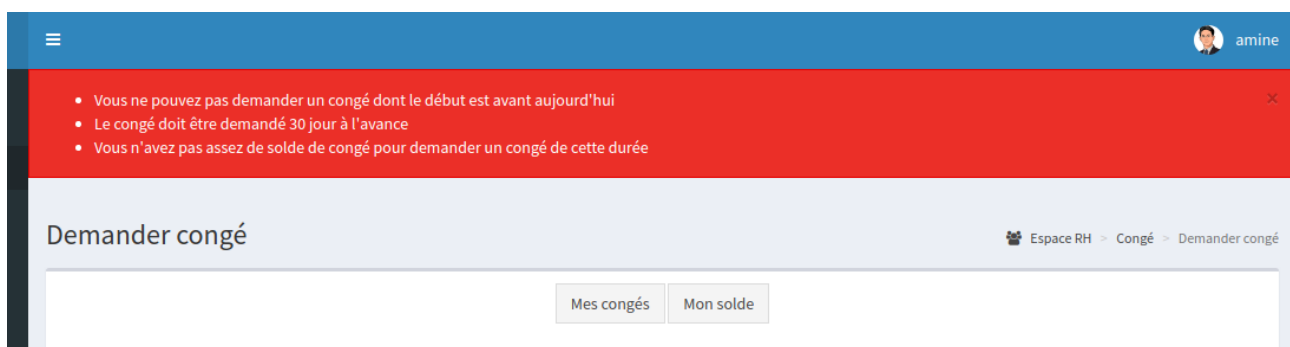 amine
Vous ne pouvez pas demander un congé dont le début est avant aujourd'hui
Le congé doit être demandé 30 jour à l'avance
Vous n'avez pas assez de solde de congé pour demander un congé de cette durée
Demander congé
Espace RH > Congé > Demander congé
Mes congés Mon solde